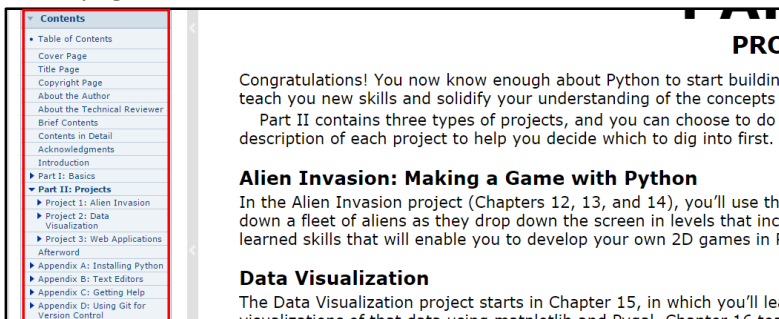 Contents
Table of Contents
Cover Page
Title Page
Copyright Page
About the Author
About the Technical Reviewer
Brief Contents
Contents in Detail
Acknowledgments
Introduction
Part I: Basics
Part II: Projects
Project 1: Alien Invasion
Project 2: Data
Visualization
Project 3: Web Applications
Afterword
Appendix A: Installing Python
Appendix B: Text Editors
Appendix C: Getting Help
Appendix D: Using Git for
Version Control
PRO
Congratulations! You now know enough about Python to start buildin
teach you new skills and solidify your understanding of the concepts
Part II contains three types of projects, and you can choose to do
description of each project to help you decide which to dig into first.
Alien Invasion: Making a Game with Python
In the Alien Invasion project (Chapters 12, 13, and 14), you'll use th
down a fleet of aliens as they drop down the screen in levels that inc
learned skills that will enable you to develop your own 2D games in P
Data Visualization
The Data Visualization project starts in Chapter 15, in which you'll lea